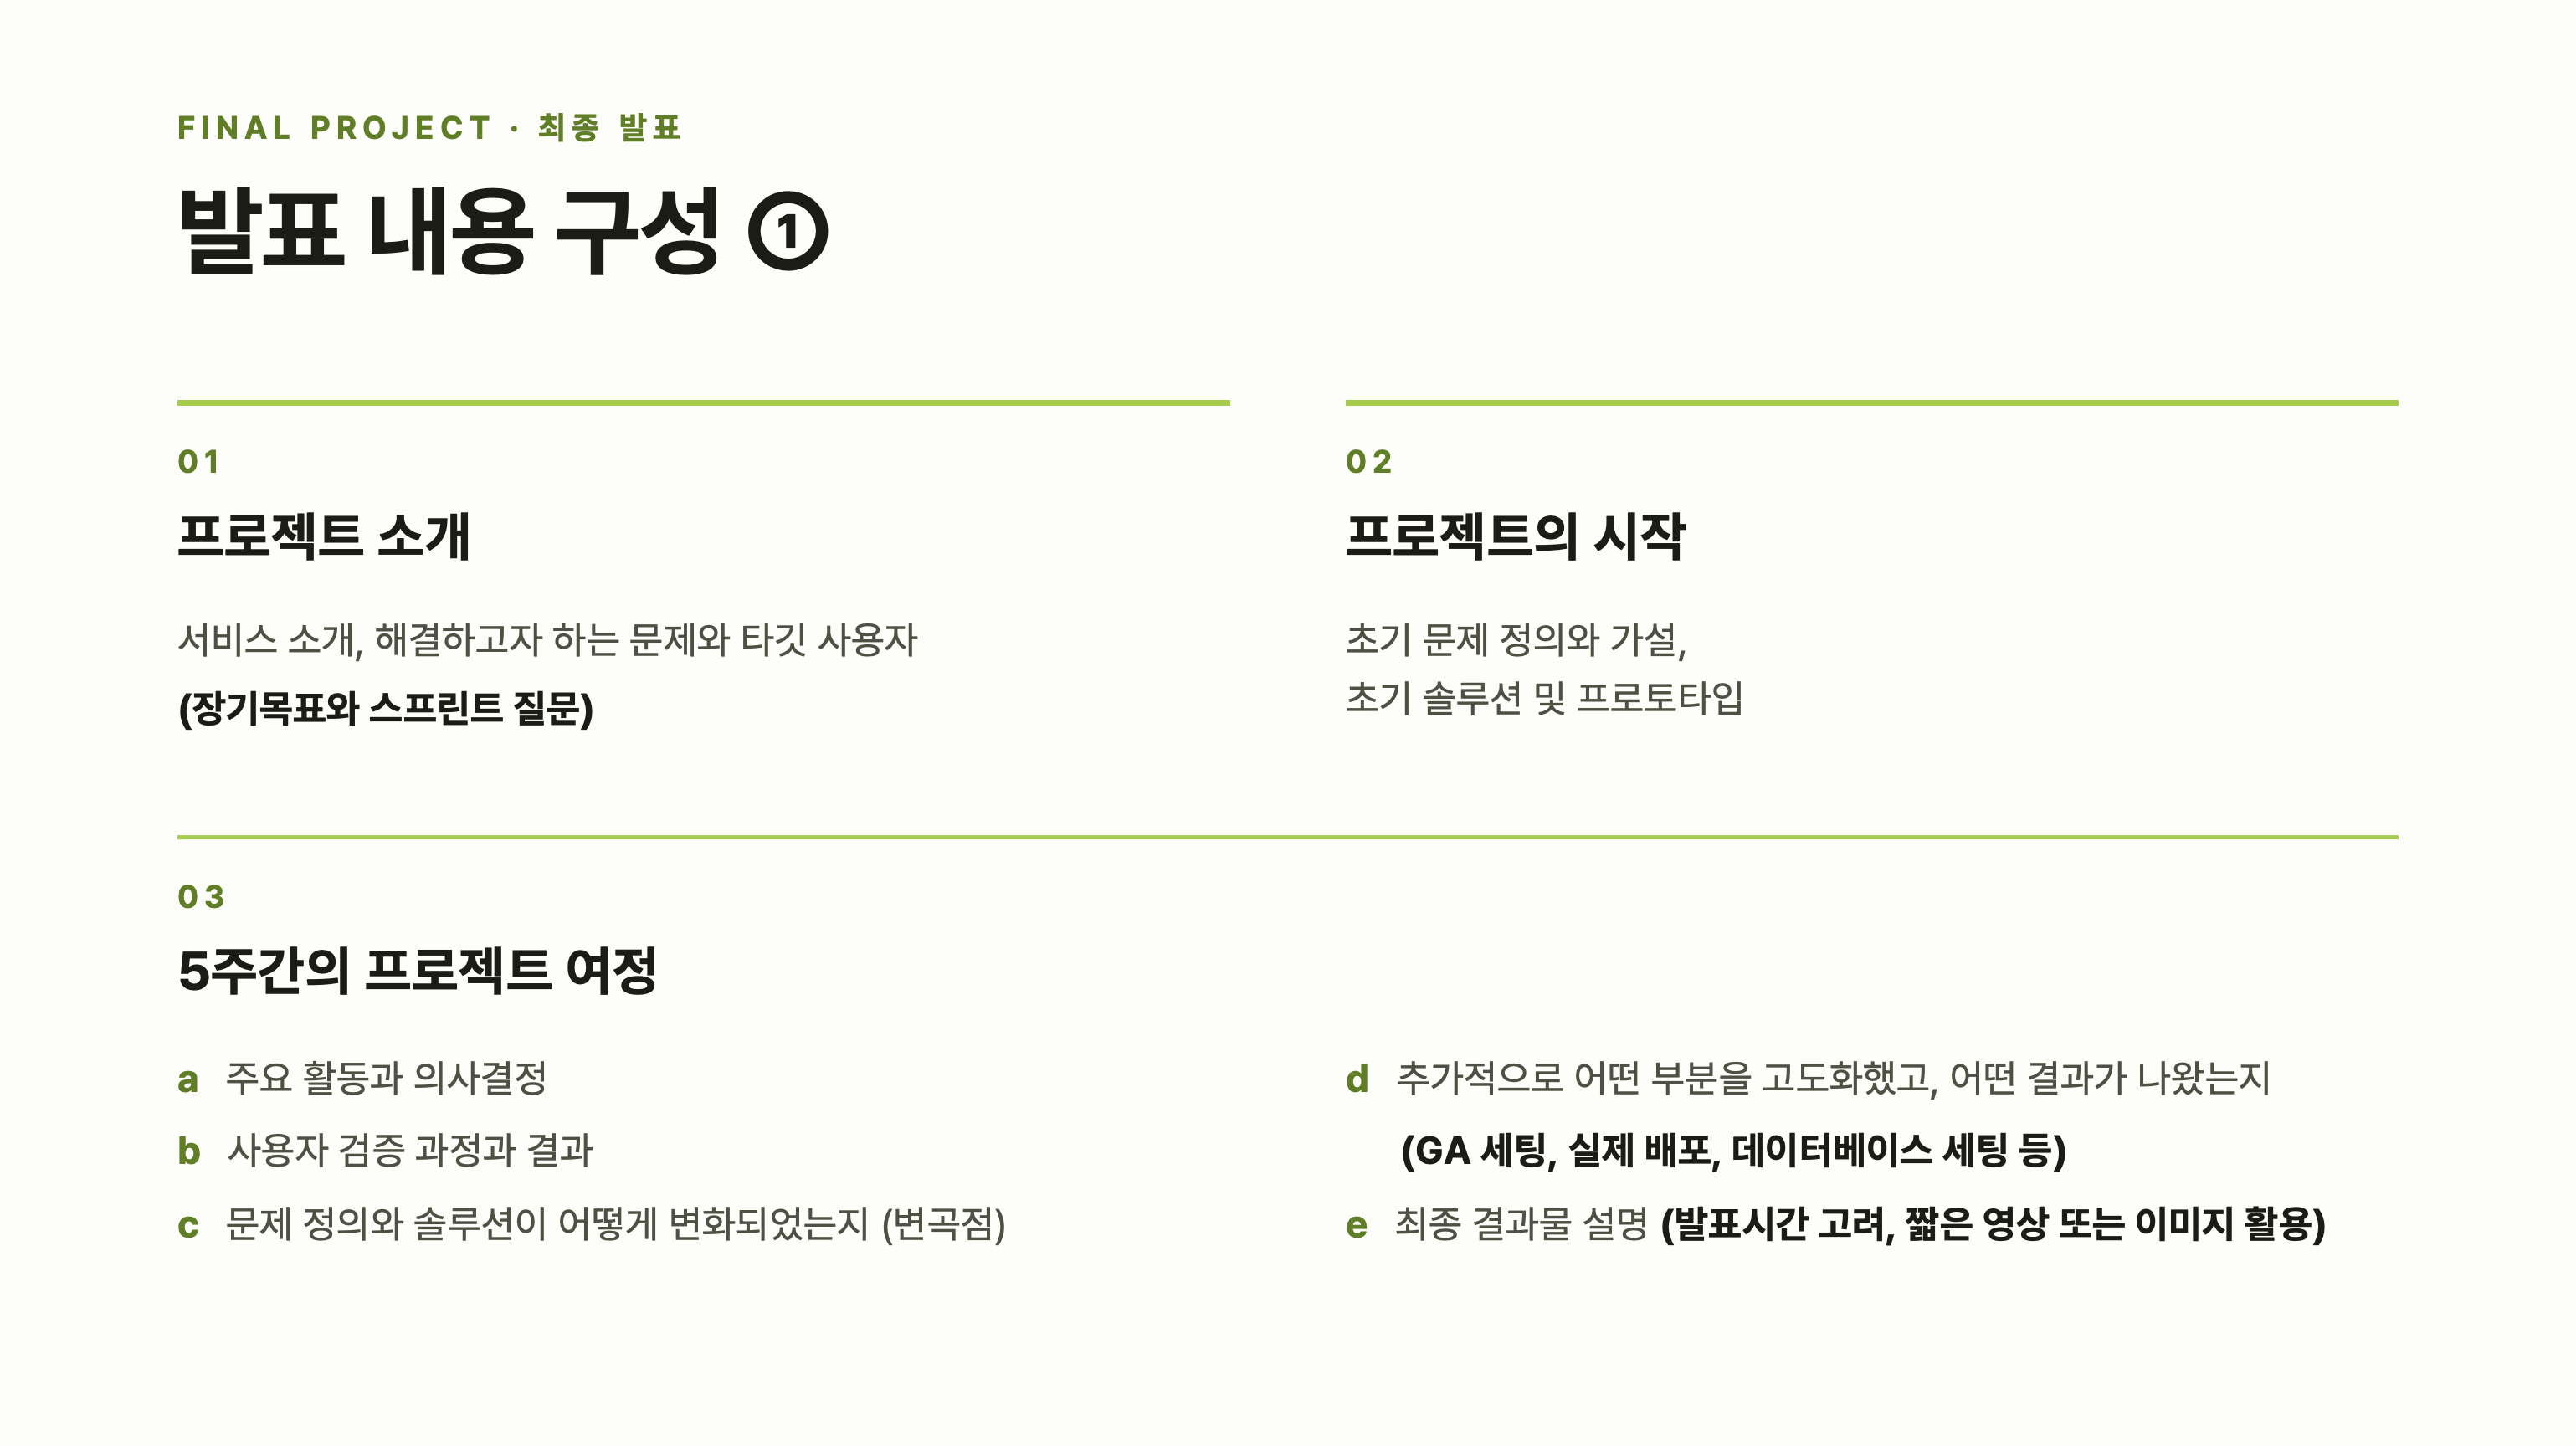 FINAL PROJECT · 최종 발표
발표 내용 구성 ①
01
프로젝트 소개
서비스 소개, 해결하고자 하는 문제와 타깃 사용자
(장기목표와 스프린트 질문)
02
프로젝트의 시작
초기 문제 정의와 가설,
초기 솔루션 및 프로토타입
03
5주간의 프로젝트 여정
a 주요 활동과 의사결정
b 사용자 검증 과정과 결과
c 문제 정의와 솔루션이 어떻게 변화되었는지 (변곡점)
d 추가적으로 어떤 부분을 고도화했고, 어떤 결과가 나왔는지
(GA 세팅, 실제 배포, 데이터베이스 세팅 등)
e 최종 결과물 설명 (발표시간 고려, 짧은 영상 또는 이미지 활용)